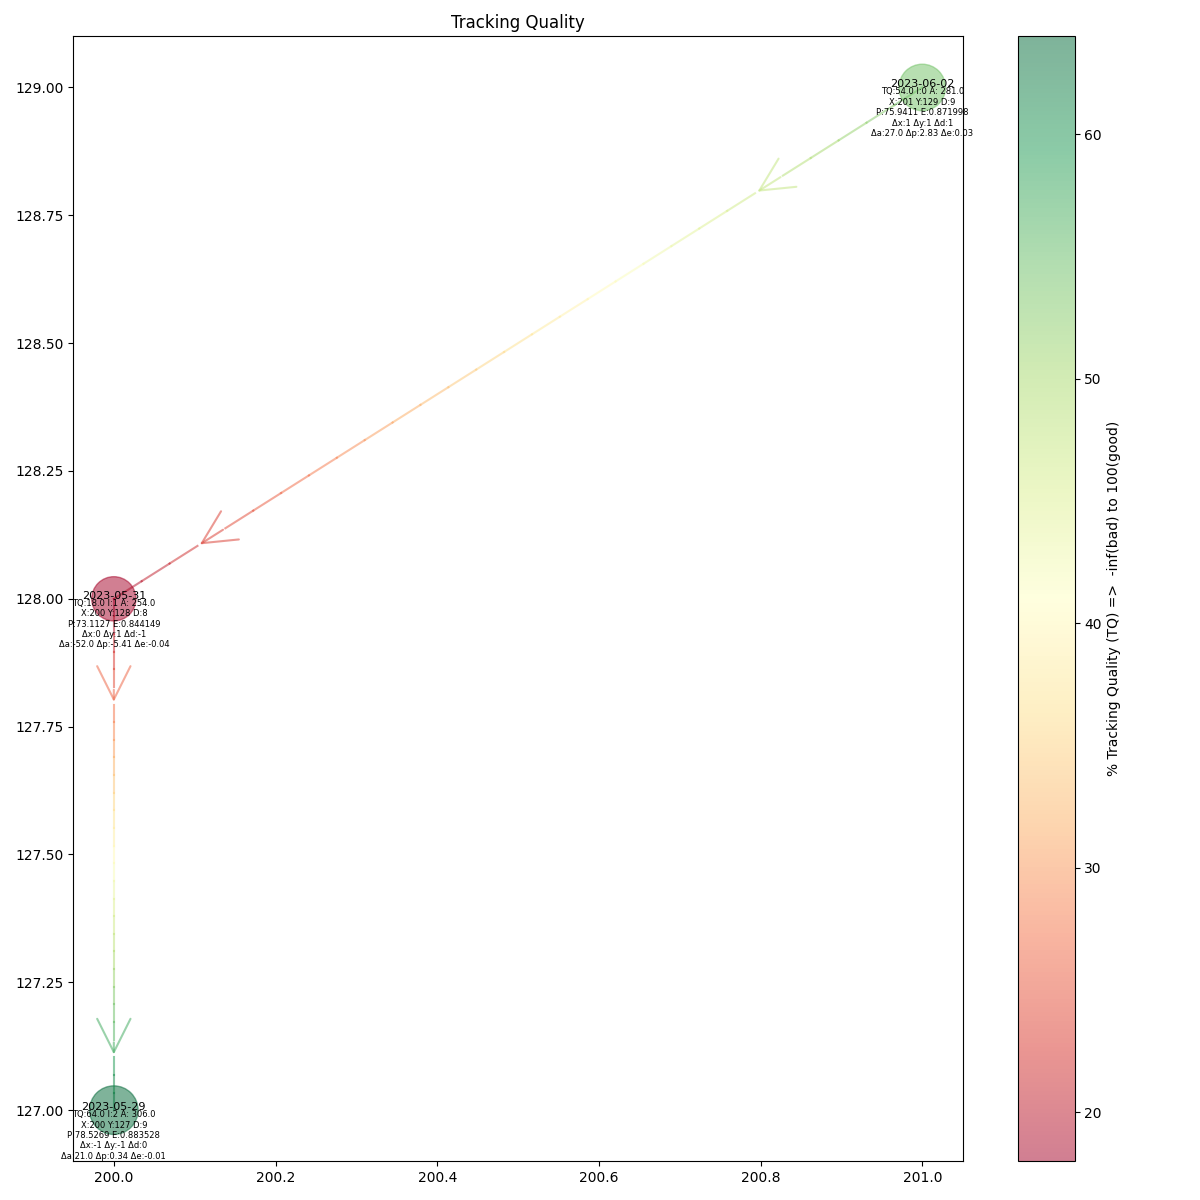 Tracking Quality
129.00
128.75
128.50
128.25
128.00
127.75
127.50
127.25
127.00
2023-06-02
TQ:54.0 I:0 A: 281.0
X:201 Y:129 D:9
P:75.9411 E:0.871998
Δx:1 Δy:1 Δd:1
Δa:27.0 Δp:2.83 Δe:0.03
2023-05-31
TQ:18.0 I:1 A: 254.0
X:200 Y:128 D:8
P:73.1127 E:0.844149
Δx:0 Δy:1 Δd:-1
Δa:-52.0 Δp:-5.41 Δe:-0.04
2023-05-29
TQ:64.0 I:2 A: 306.0
X:200 Y:127 D:9
P:78.5269 E:0.883528
Δx:-1 Δy:-1 Δd:0
Δa:21.0 Δp:0.34 Δe:-0.01
200.0 200.2 200.4 200.6 200.8 201.0
60
50
40
30
20
% Tracking Quality (TQ) => -inf(bad) to 100(good)